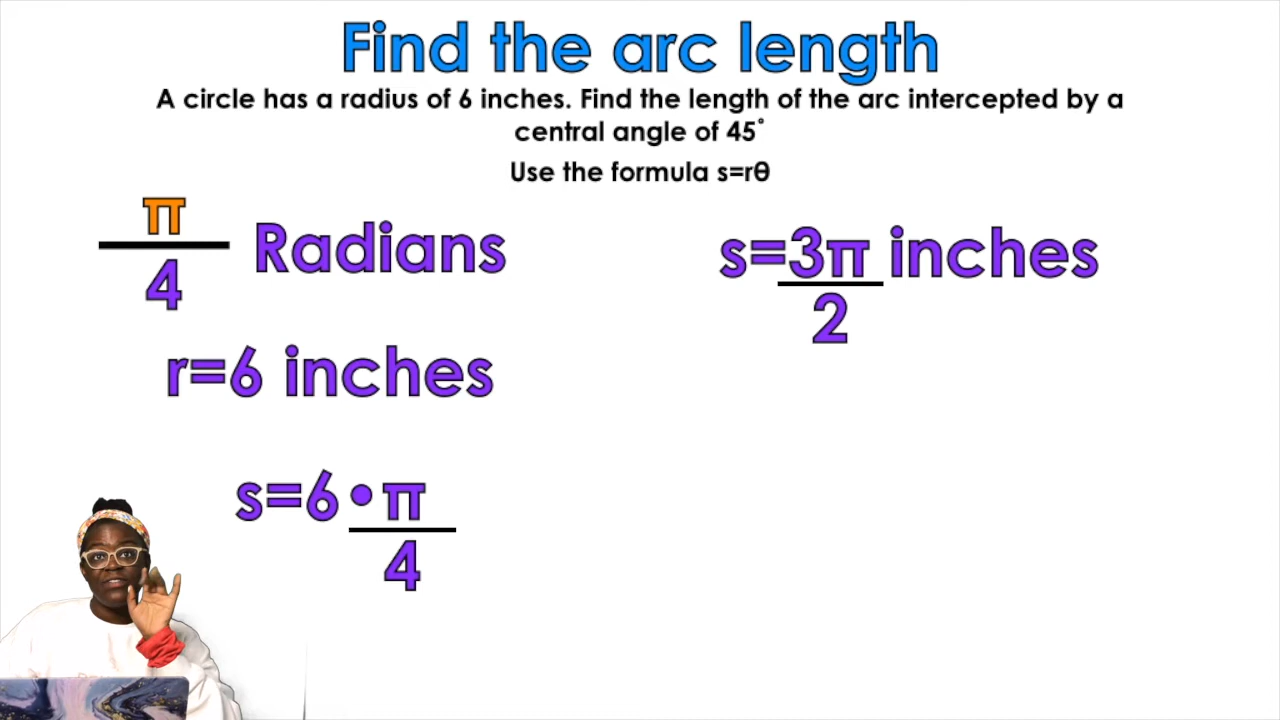 Find the arc length
A circle has a radius of 6 inches. Find the length of the arc intercepted by a
central angle of 45°
Use the formula s=rθ
π
4 Radians
r=6 inches
s=6•π
4
s=3π inches
2